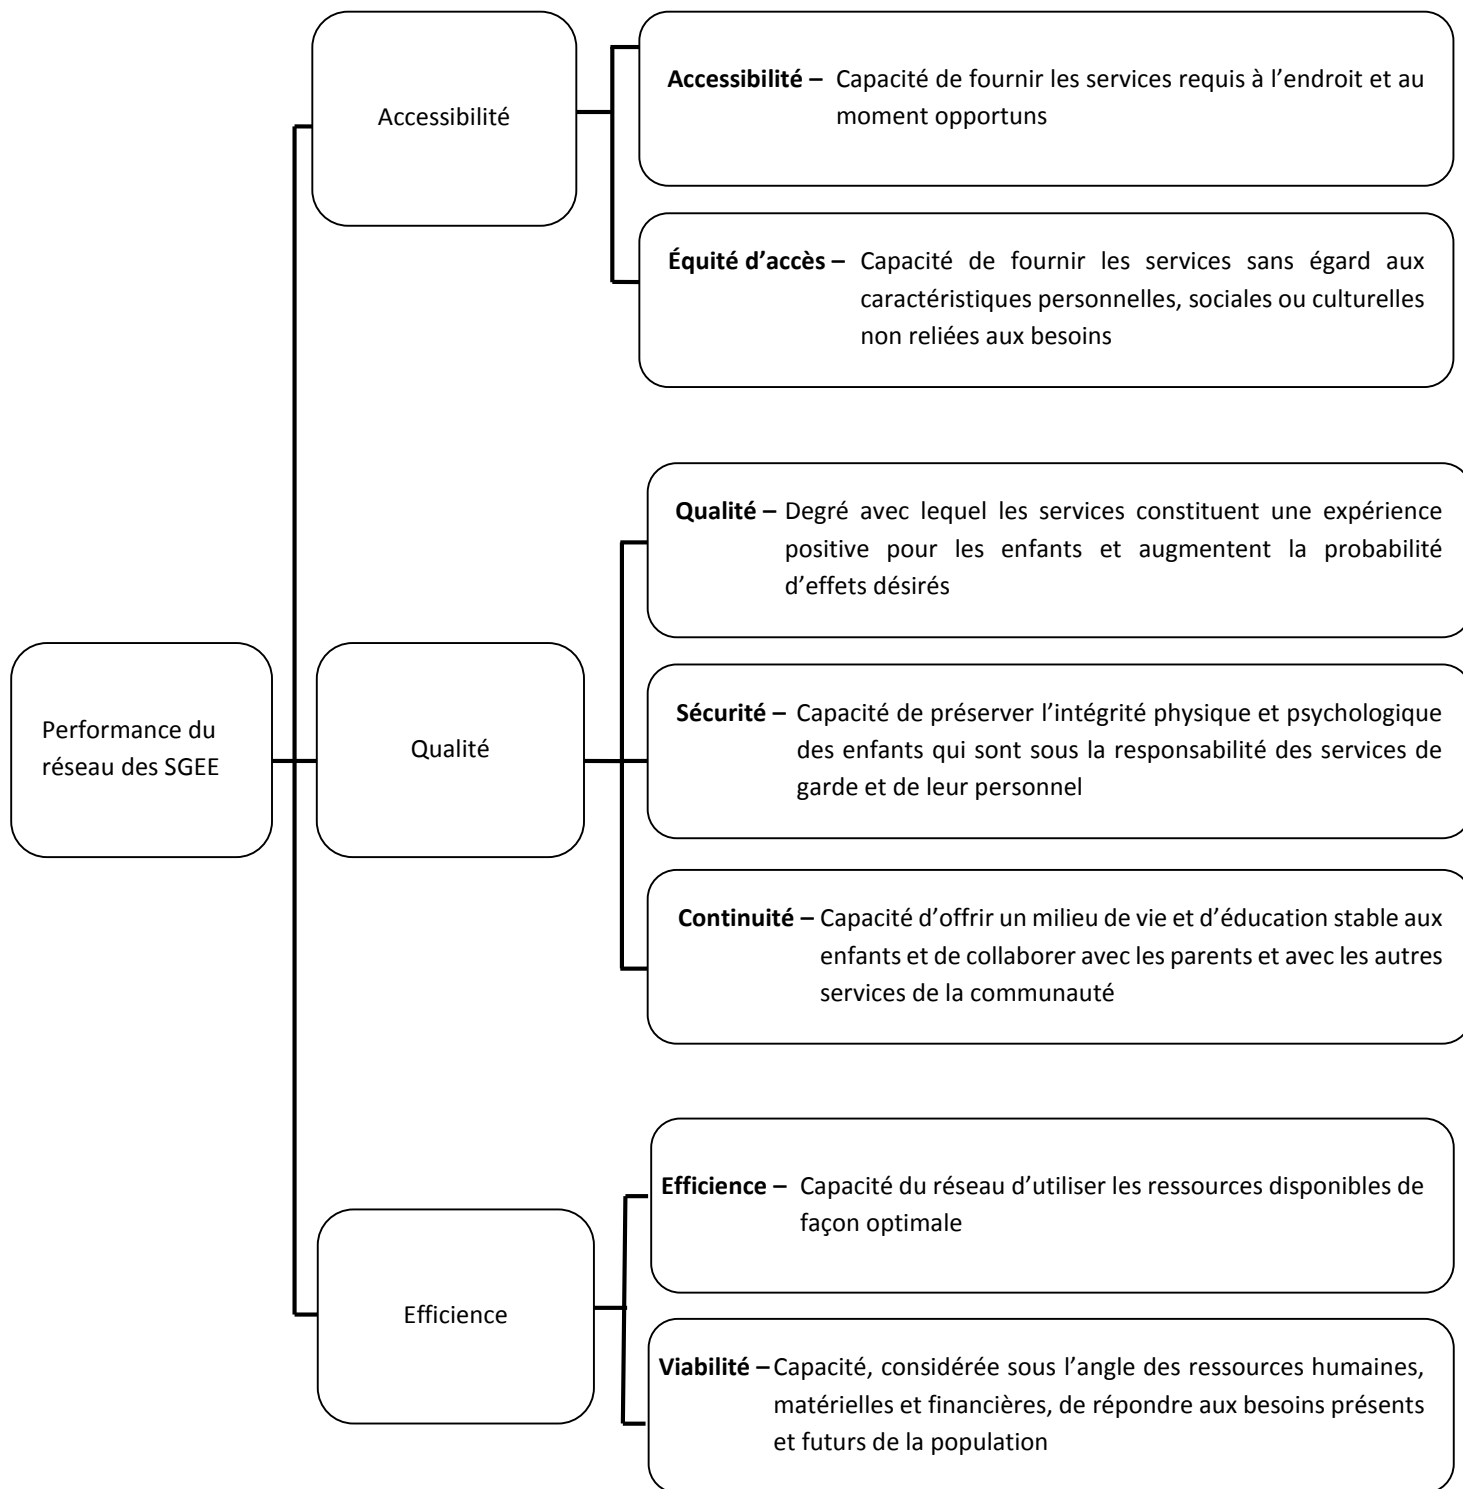 Accessibilité
Accessibilité – Capacité de fournir les services requis à l’endroit et au
moment opportuns
Équité d’accès – Capacité de fournir les services sans égard aux
caractéristiques personnelles, sociales ou culturelles
non reliées aux besoins
Performance du
réseau des SGEE
Qualité
Qualité – Degré avec lequel les services constituent une expérience
positive pour les enfants et augmentent la probabilité
d’effets désirés
Sécurité – Capacité de préserver l’intégrité physique et psychologique
des enfants qui sont sous la responsabilité des services de
garde et de leur personnel
Continuité – Capacité d’offrir un milieu de vie et d’éducation stable aux
enfants et de collaborer avec les parents et avec les autres
services de la communauté
Efficience
Efficience – Capacité du réseau d’utiliser les ressources disponibles de
façon optimale
Viabilité – Capacité, considérée sous l’angle des ressources humaines,
matérielles et financières, de répondre aux besoins présents
et futurs de la population